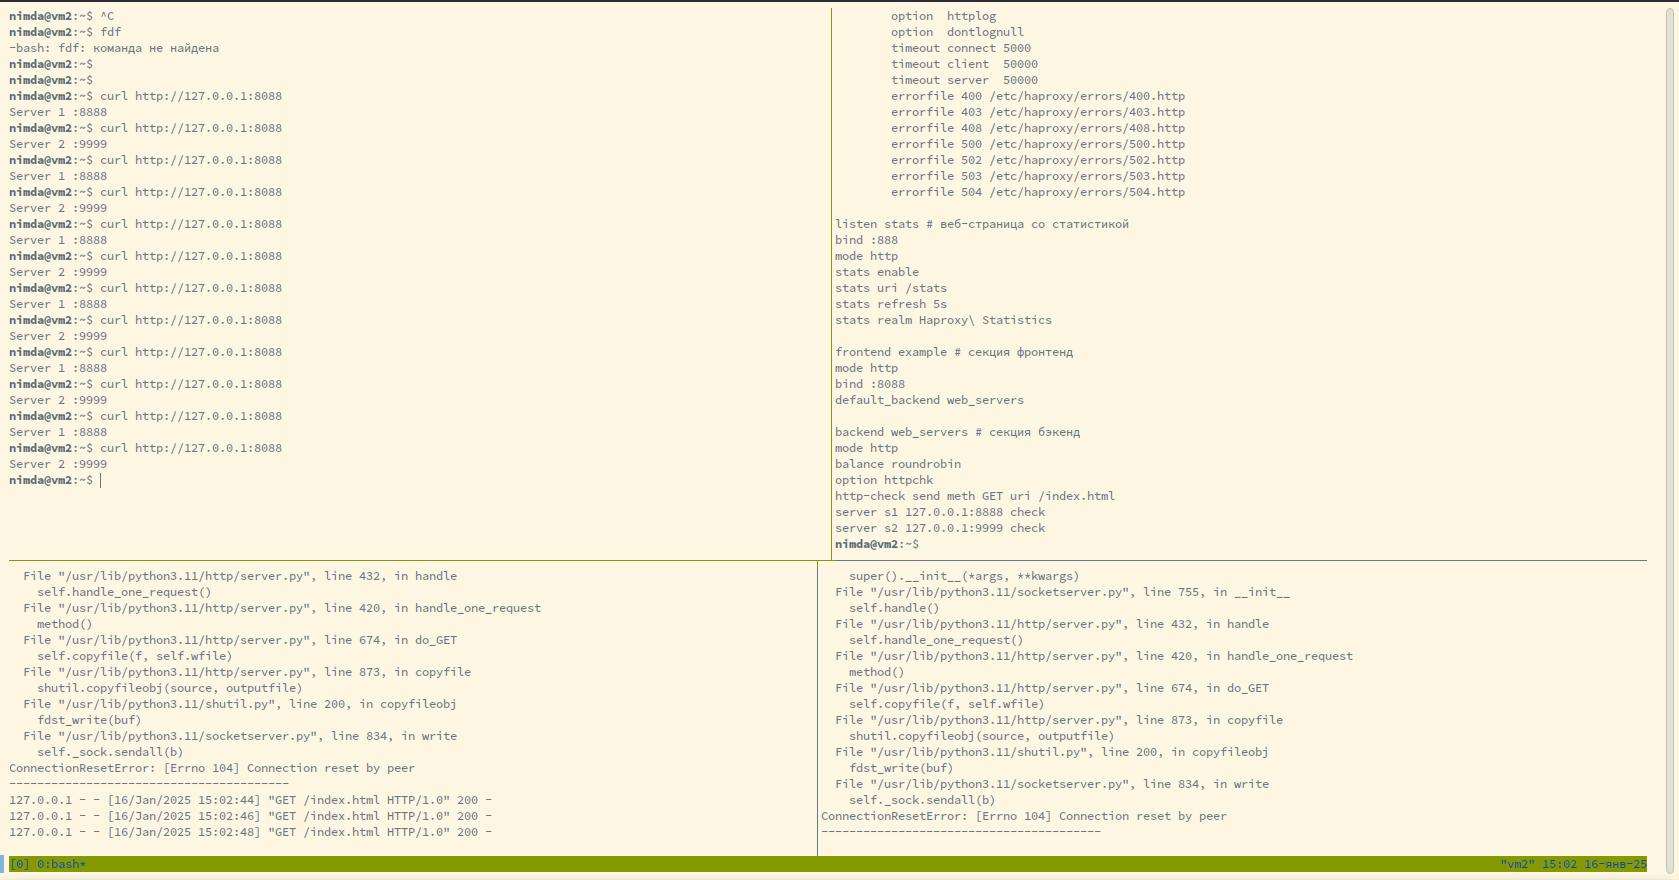 nimda@vm2:~$ ^C
nimda@vm2:~$ fdf
-bash: fdf: команда не найдена
nimda@vm2:~$
nimda@vm2:~$
nimda@vm2:~$ curl http://127.0.0.1:8088
Server 1 :8888
nimda@vm2:~$ curl http://127.0.0.1:8088
Server 2 :9999
nimda@vm2:~$ curl http://127.0.0.1:8088
Server 1 :8888
nimda@vm2:~$ curl http://127.0.0.1:8088
Server 2 :9999
nimda@vm2:~$ curl http://127.0.0.1:8088
Server 1 :8888
nimda@vm2:~$ curl http://127.0.0.1:8088
Server 2 :9999
nimda@vm2:~$ curl http://127.0.0.1:8088
Server 1 :8888
nimda@vm2:~$ curl http://127.0.0.1:8088
Server 2 :9999
nimda@vm2:~$ curl http://127.0.0.1:8088
Server 1 :8888
nimda@vm2:~$ curl http://127.0.0.1:8088
Server 2 :9999
nimda@vm2:~$ curl http://127.0.0.1:8088
Server 1 :8888
nimda@vm2:~$ curl http://127.0.0.1:8088
Server 2 :9999
nimda@vm2:~$
option  httplog
option  dontlognull
timeout connect 5000
timeout client  50000
timeout server  50000
errorfile 400 /etc/haproxy/errors/400.http
errorfile 403 /etc/haproxy/errors/403.http
errorfile 408 /etc/haproxy/errors/408.http
errorfile 500 /etc/haproxy/errors/500.http
errorfile 502 /etc/haproxy/errors/502.http
errorfile 503 /etc/haproxy/errors/503.http
errorfile 504 /etc/haproxy/errors/504.http
listen stats # веб-страница со статистикой
bind :888
mode http
stats enable
stats uri /stats
stats refresh 5s
stats realm Haproxy\ Statistics
frontend example # секция фронтенд
mode http
bind :8088
default_backend web_servers
backend web_servers # секция бэкенд
mode http
balance roundrobin
option httpchk
http-check send meth GET uri /index.html
server s1 127.0.0.1:8888 check
server s2 127.0.0.1:9999 check
nimda@vm2:~$
File "/usr/lib/python3.11/http/server.py", line 432, in handle
self.handle_one_request()
File "/usr/lib/python3.11/http/server.py", line 420, in handle_one_request
method()
File "/usr/lib/python3.11/http/server.py", line 674, in do_GET
self.copyfile(f, self.wfile)
File "/usr/lib/python3.11/http/server.py", line 873, in copyfile
shutil.copyfileobj(source, outputfile)
File "/usr/lib/python3.11/shutil.py", line 200, in copyfileobj
fdst_write(buf)
File "/usr/lib/python3.11/socketserver.py", line 834, in write
self._sock.sendall(b)
ConnectionResetError: [Errno 104] Connection reset by peer
----------------------------------------
127.0.0.1 - - [16/Jan/2025 15:02:44] "GET /index.html HTTP/1.0" 200 -
127.0.0.1 - - [16/Jan/2025 15:02:46] "GET /index.html HTTP/1.0" 200 -
127.0.0.1 - - [16/Jan/2025 15:02:48] "GET /index.html HTTP/1.0" 200 -
super().__init__(*args, **kwargs)
File "/usr/lib/python3.11/socketserver.py", line 755, in __init__
self.handle()
File "/usr/lib/python3.11/http/server.py", line 432, in handle
self.handle_one_request()
File "/usr/lib/python3.11/http/server.py", line 420, in handle_one_request
method()
File "/usr/lib/python3.11/http/server.py", line 674, in do_GET
self.copyfile(f, self.wfile)
File "/usr/lib/python3.11/http/server.py", line 873, in copyfile
shutil.copyfileobj(source, outputfile)
File "/usr/lib/python3.11/shutil.py", line 200, in copyfileobj
fdst_write(buf)
File "/usr/lib/python3.11/socketserver.py", line 834, in write
self._sock.sendall(b)
ConnectionResetError: [Errno 104] Connection reset by peer
----------------------------------------
[0] 0:bash*
"vm2" 15:02 16-янв-25